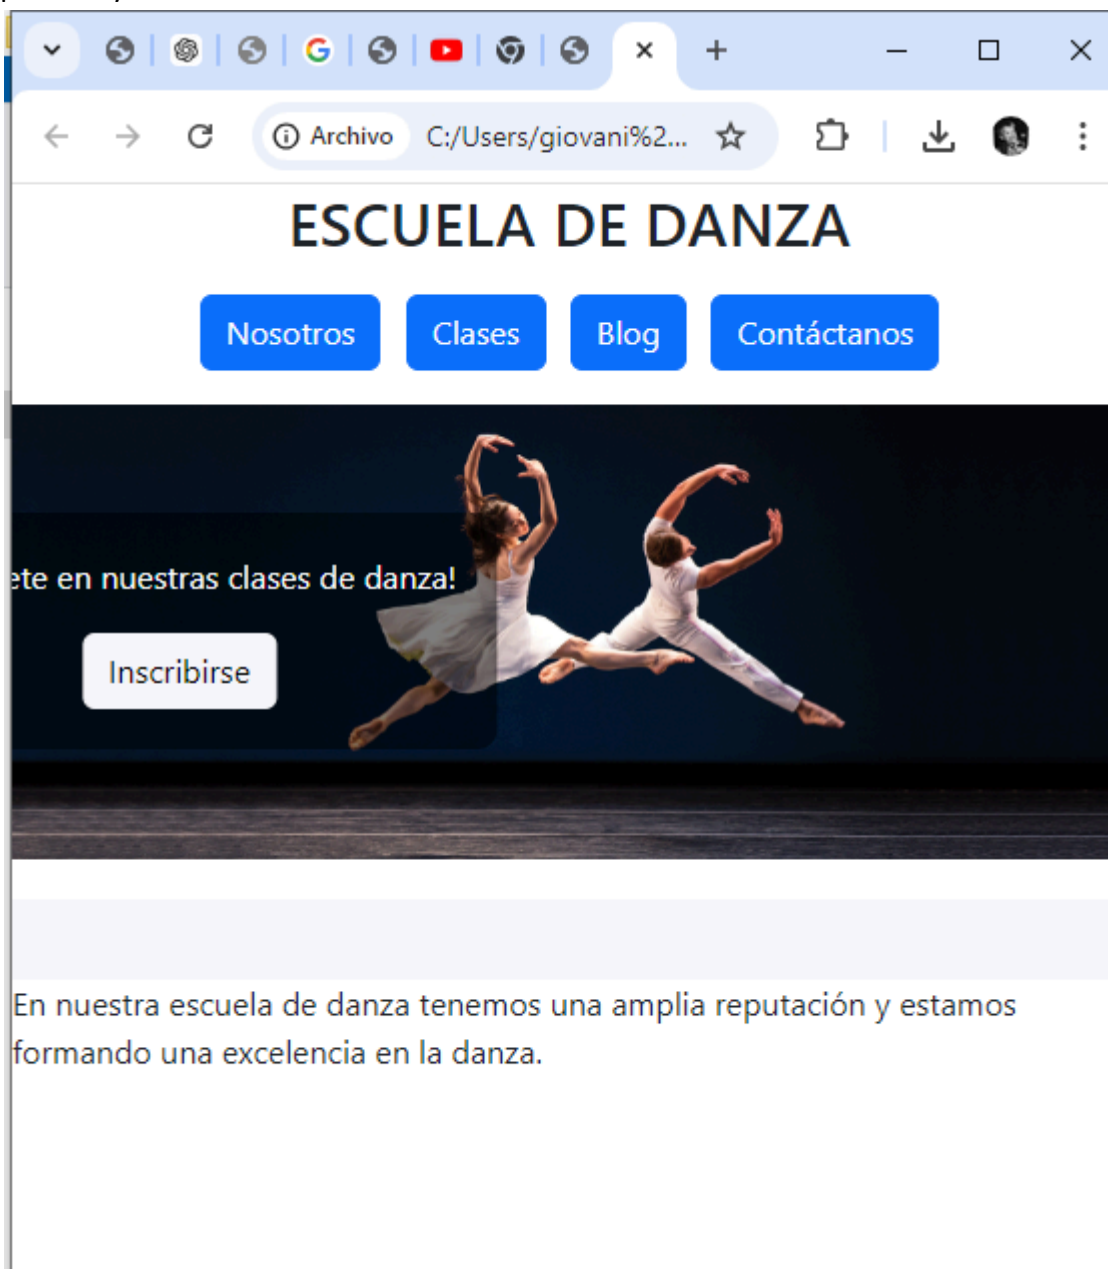 Archivo C:/Users/giovani%2...
ESCUELA DE DANZA
Nosotros Clases Blog Contáctanos
ete en nuestras clases de danza!
Inscribirse
En nuestra escuela de danza tenemos una amplia reputación y estamos
formando una excelencia en la danza.